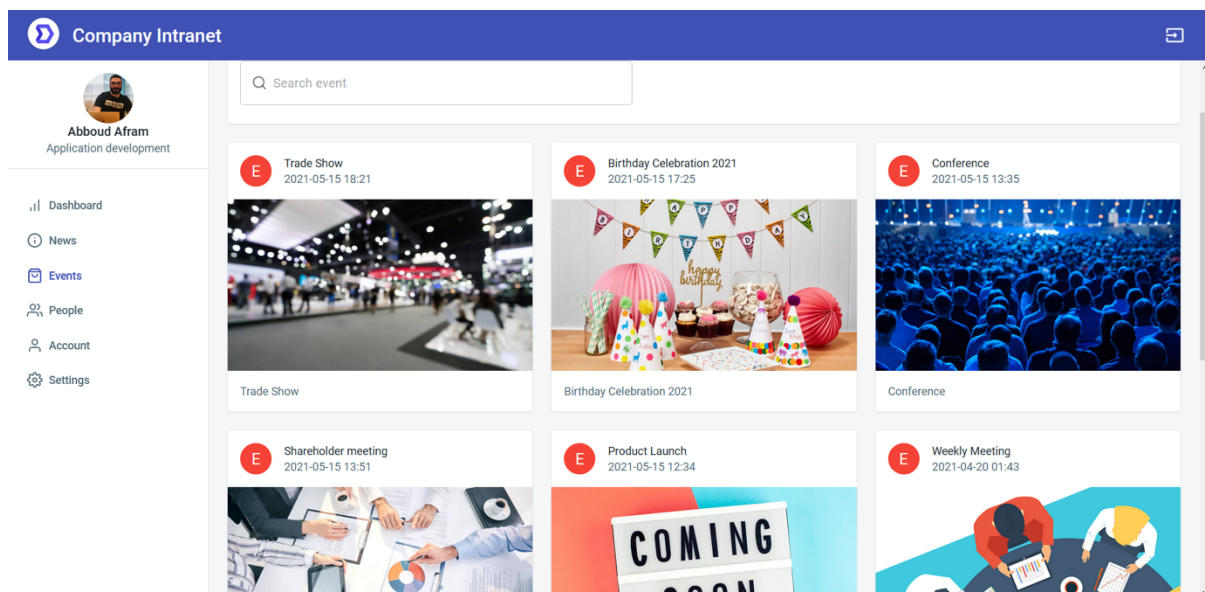 Company Intranet
Abboud Afram
Application development
Dashboard
News
Events
People
Account
Settings
Search event
E
Trade Show
2021-05-15 18:21
Trade Show
E
Birthday Celebration 2021
2021-05-15 17:25
HAPPY
BIRTHDAY
happy
birthday
Birthday Celebration 2021
E
Conference
2021-05-15 13:35
Conference
E
Shareholder meeting
2021-05-15 13:51
E
Product Launch
2021-05-15 12:34
COMING
SOON
E
Weekly Meeting
2021-04-20 01:43